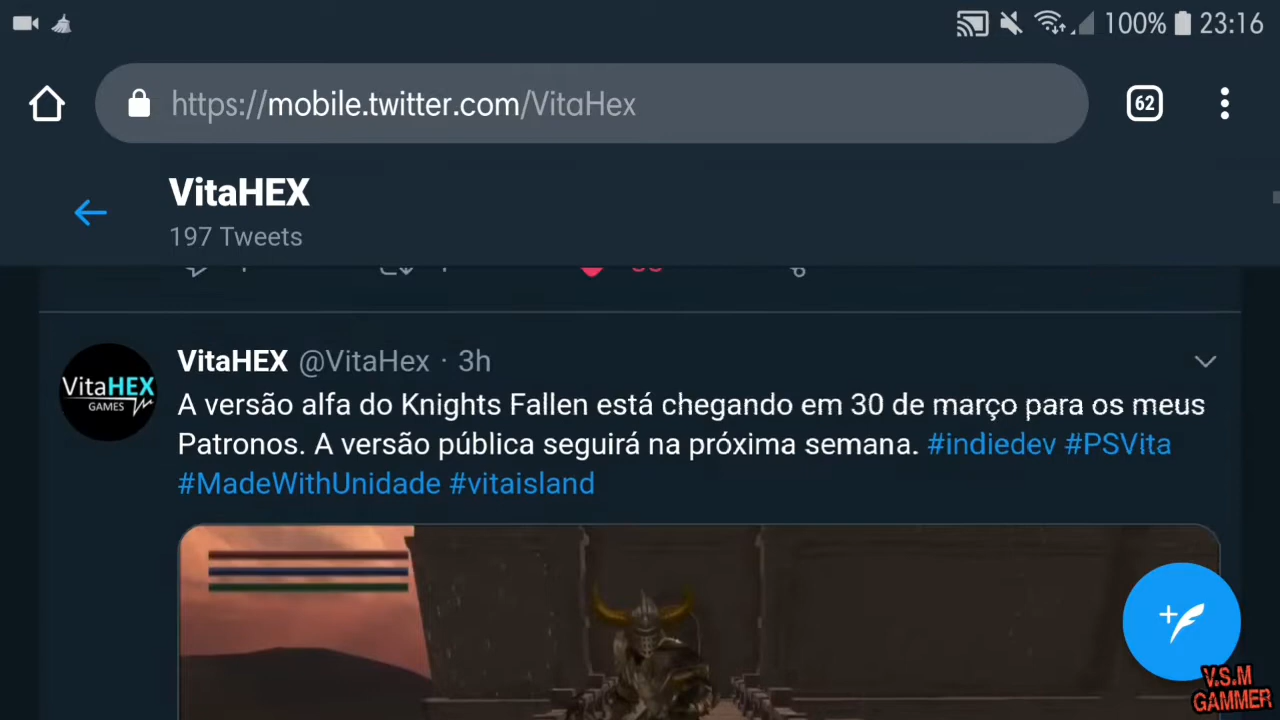 100% 23:16
https://mobile.twitter.com/VitaHex 62
VitaHEX
197 Tweets
VitaHEX @VitaHex · 3h
VitaHEX
GAMES
A versão alfa do Knights Fallen está chegando em 30 de março para os meus
Patronos. A versão pública seguirá na próxima semana. #indiedev #PSVita
#MadeWithUnidade #vitaisland
V.S.M
GAMMER